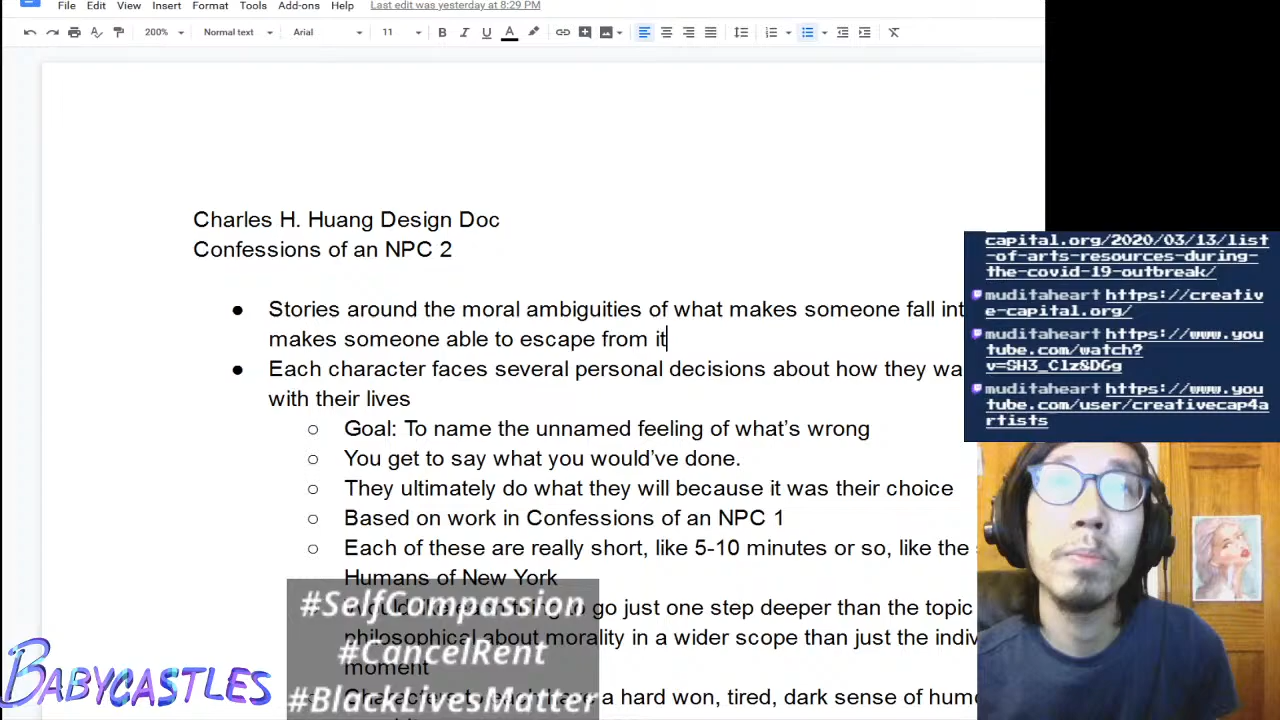 File Edit View Insert Format Tools Add-ons Help Last edit was yesterday at 8:29 PM
200% Normal text Arial 11 B I U A
Charles H. Huang Design Doc
Confessions of an NPC 2
● Stories around the moral ambiguities of what makes someone fall int
makes someone able to escape from it
● Each character faces several personal decisions about how they wa
with their lives
○ Goal: To name the unnamed feeling of what's wrong
○ You get to say what you would've done.
○ They ultimately do what they will because it was their choice
○ Based on work in Confessions of an NPC 1
○ Each of these are really short, like 5-10 minutes or so, like the
Humans of New York
go just one step deeper than the topic
philosophical about morality in a wider scope than just the indiv
moment
a hard won, tired, dark sense of hum
capital.org/2020/03/13/list
-of-arts-resources-during-
the-covid-19-outbreak/
muditaheart https://creativ
e-capital.org/
muditaheart https://www.you
tube.com/watch?
v=SH3_Clz&DGg
muditaheart https://www.you
tube.com/user/creativecap4a
rtists
#SelfCompassion
#CancelRent
#BlackLivesMatter
BABYCASTLES